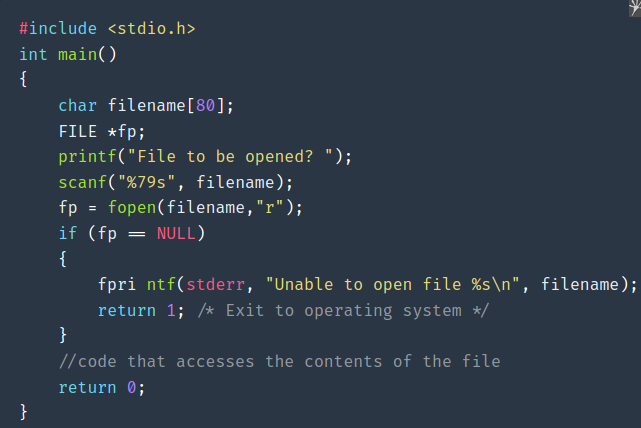 #include <stdio.h>
int main()
{
    char filename[80];
    FILE *fp;
    printf("File to be opened? ");
    scanf("%79s", filename);
    fp = fopen(filename,"r");
    if (fp == NULL)
    {
        fpri ntf(stderr, "Unable to open file %s\n", filename);
        return 1; /* Exit to operating system */
    }
    //code that accesses the contents of the file
    return 0;
}